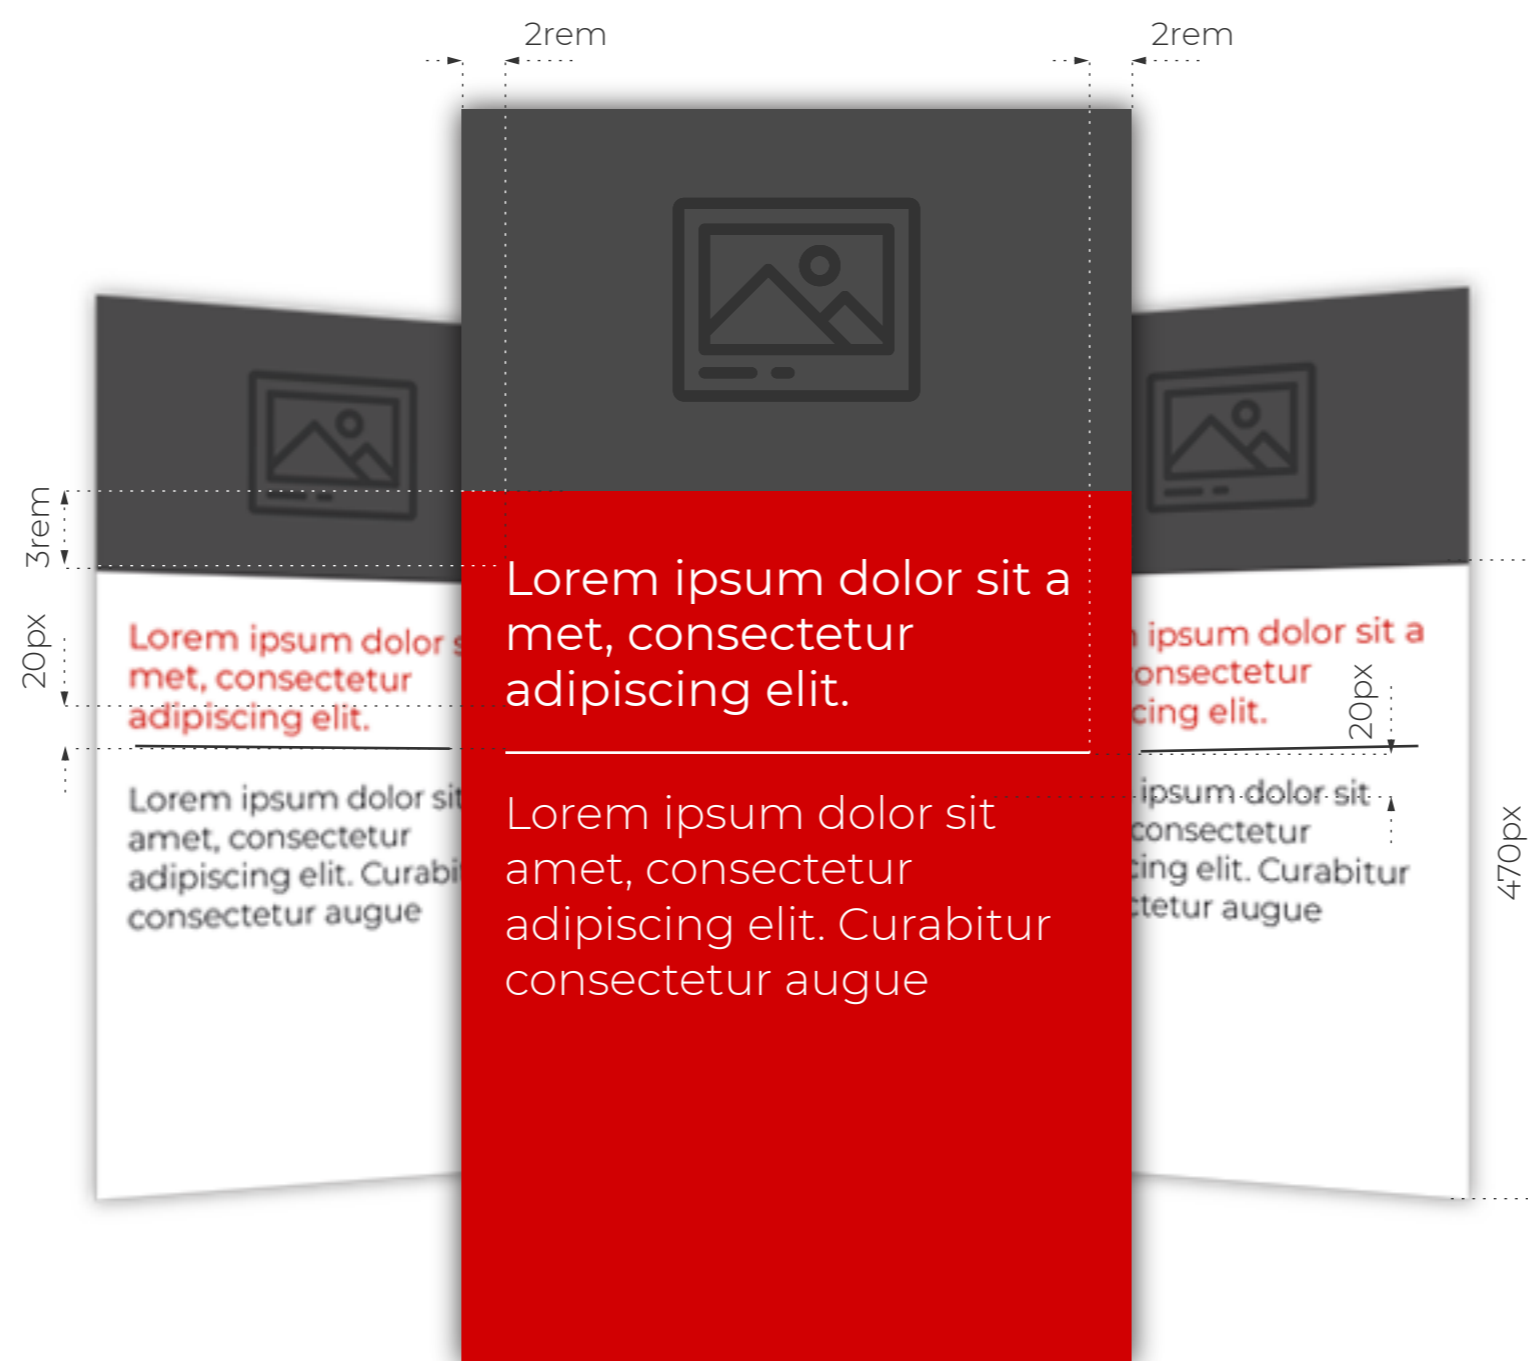 2rem
2rem
3rem
20px
Lorem ipsum dolor
met, consectetur
adipiscing elit.
Lorem ipsum dolor sit
amet, consectetur
adipiscing elit.
consectetur augue
Lorem ipsum dolor sit a
met, consectetur
adipiscing elit.
Lorem ipsum dolor sit
amet, consectetur
adipiscing elit. Curabitur
consectetur augue
ipsum dolor sit a
onsectetur
cing elit.
20px
ipsum dolor sit
consectetur
cing elit. Curabitur
ctetur augue
470px